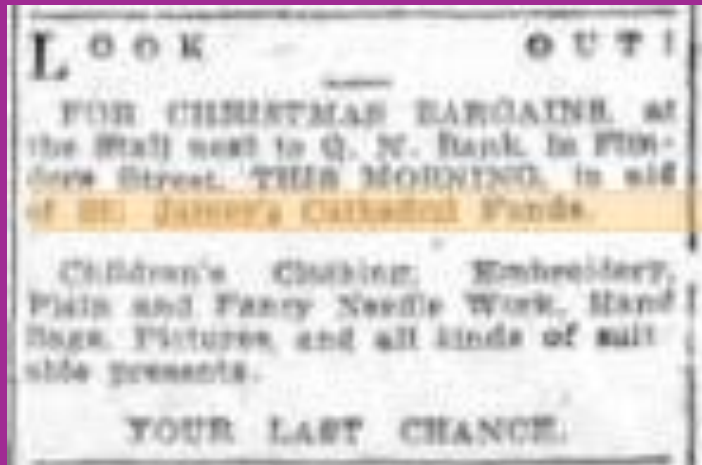 LOOK OUT!
FOR CHRISTMAS BARGAINS, at
the Stall next to Q. N. Bank, in Flin-
ders Street, THIS MORNING, in aid
of St. James's Cathedral Funds.
Children's Clothing, Embroidery,
Plain and Fancy Needle Work, Hand
Bags, Pictures, and all kinds of suit
able presents.
YOUR LAST CHANCE.